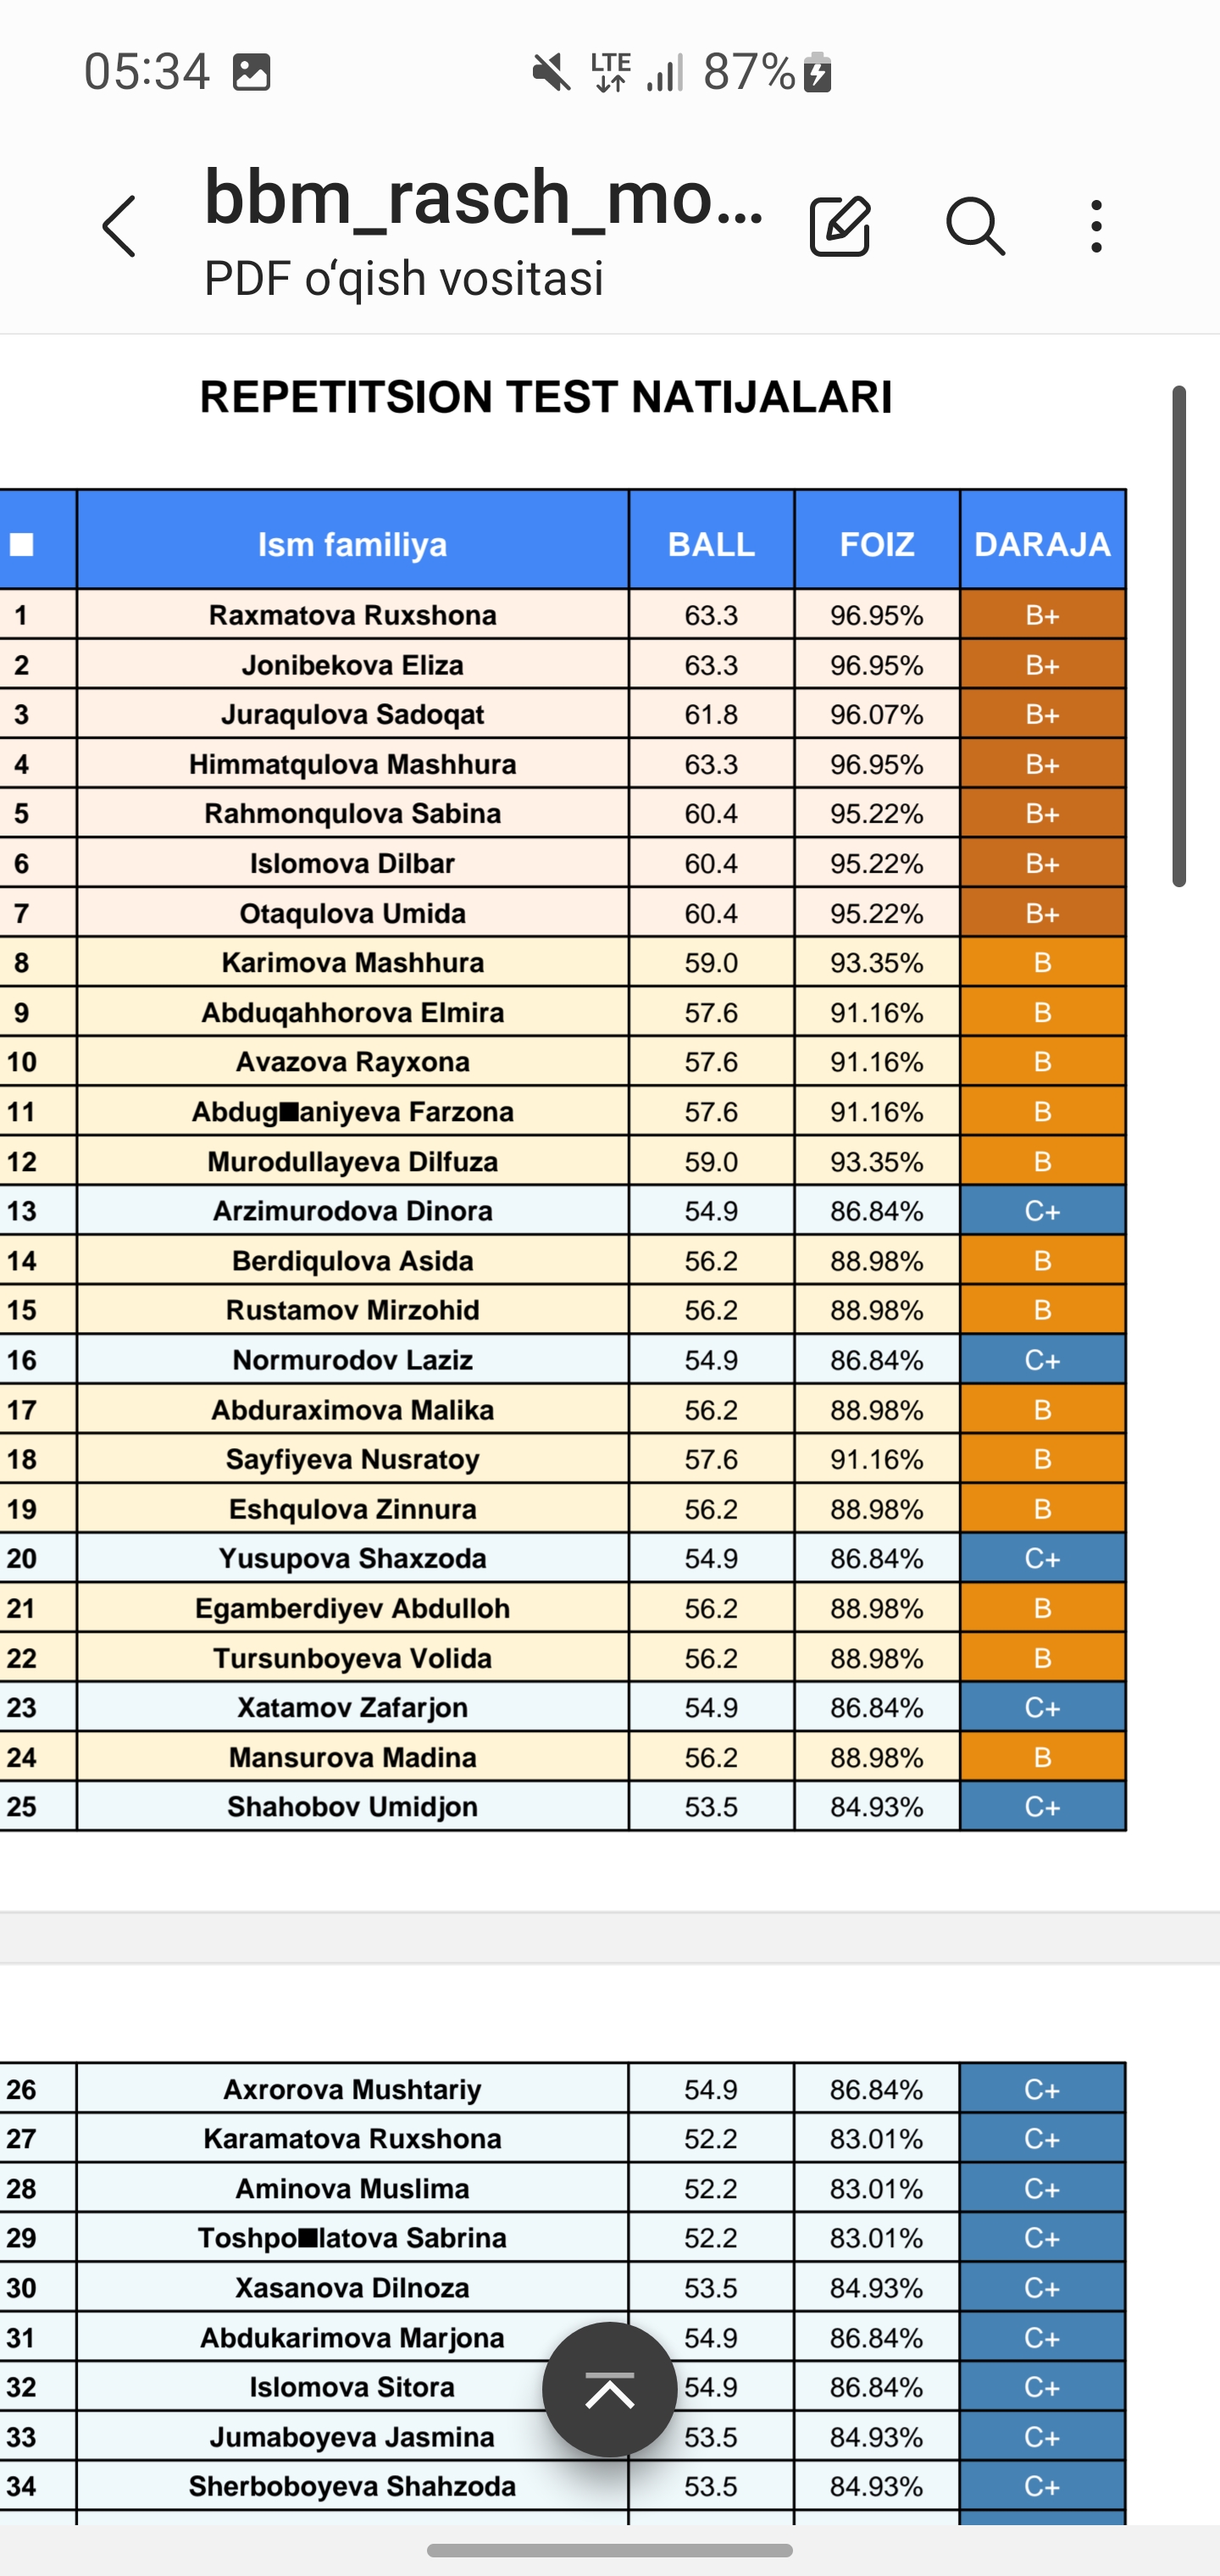 05:34 LTE 87%
bbm_rasch_mo...
PDF oʻqish vositasi
REPETITSION TEST NATIJALARI
■ Ism familiya BALL FOIZ DARAJA
1 Raxmatova Ruxshona 63.3 96.95% B+
2 Jonibekova Eliza 63.3 96.95% B+
3 Juraqulova Sadoqat 61.8 96.07% B+
4 Himmatqulova Mashhura 63.3 96.95% B+
5 Rahmonqulova Sabina 60.4 95.22% B+
6 Islomova Dilbar 60.4 95.22% B+
7 Otaqulova Umida 60.4 95.22% B+
8 Karimova Mashhura 59.0 93.35% B
9 Abduqahhorova Elmira 57.6 91.16% B
10 Avazova Rayxona 57.6 91.16% B
11 Abdug■aniyeva Farzona 57.6 91.16% B
12 Murodullayeva Dilfuza 59.0 93.35% B
13 Arzimurodova Dinora 54.9 86.84% C+
14 Berdiqulova Asida 56.2 88.98% B
15 Rustamov Mirzohid 56.2 88.98% B
16 Normurodov Laziz 54.9 86.84% C+
17 Abduraximova Malika 56.2 88.98% B
18 Sayfiyeva Nusratoy 57.6 91.16% B
19 Eshqulova Zinnura 56.2 88.98% B
20 Yusupova Shaxzoda 54.9 86.84% C+
21 Egamberdiyev Abdulloh 56.2 88.98% B
22 Tursunboyeva Volida 56.2 88.98% B
23 Xatamov Zafarjon 54.9 86.84% C+
24 Mansurova Madina 56.2 88.98% B
25 Shahobov Umidjon 53.5 84.93% C+
26 Axrorova Mushtariy 54.9 86.84% C+
27 Karamatova Ruxshona 52.2 83.01% C+
28 Aminova Muslima 52.2 83.01% C+
29 Toshpo■latova Sabrina 52.2 83.01% C+
30 Xasanova Dilnoza 53.5 84.93% C+
31 Abdukarimova Marjona 54.9 86.84% C+
32 Islomova Sitora 54.9 86.84% C+
33 Jumaboyeva Jasmina 53.5 84.93% C+
34 Sherboboyeva Shahzoda 53.5 84.93% C+